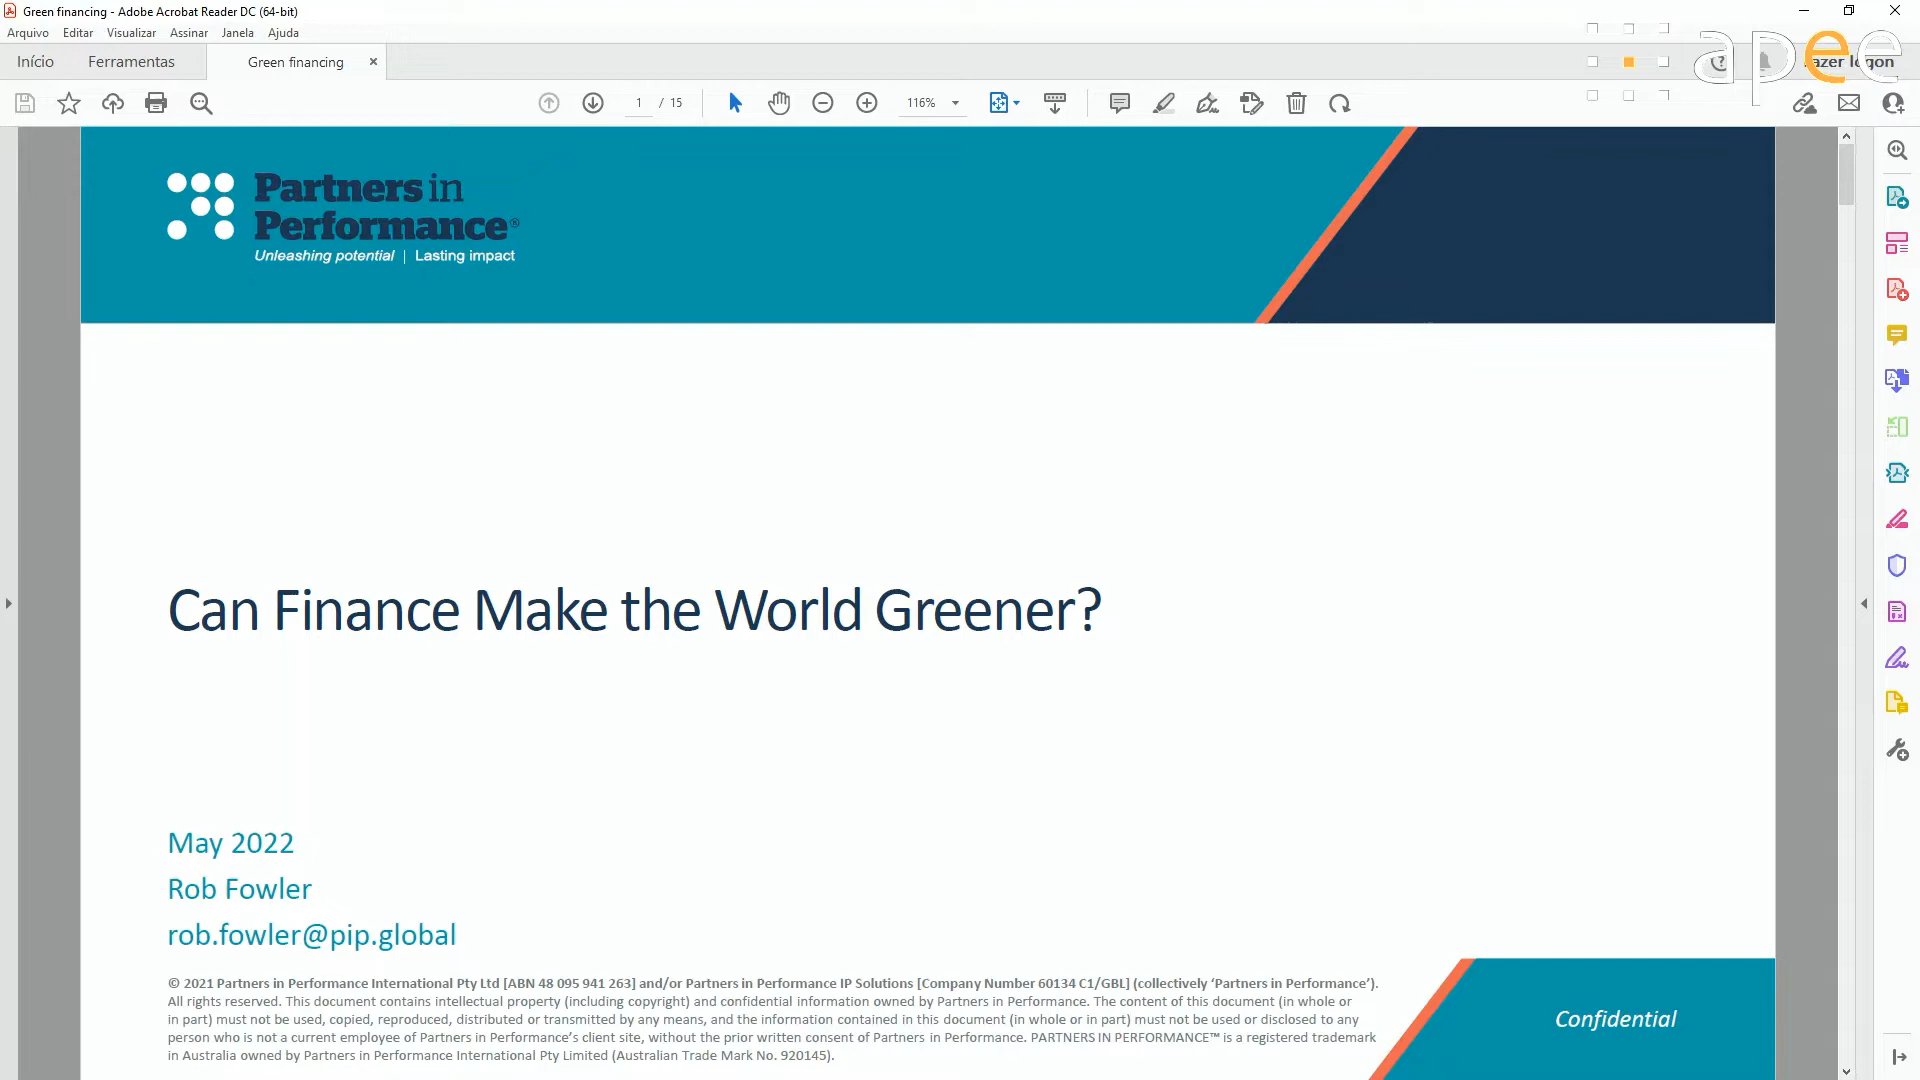 Green financing - Adobe Acrobat Reader DC (64-bit)
Arquivo Editar Visualizar Assinar Janela Ajuda
Início Ferramentas Green financing
apee
azer logon
1 / 15 116%
Partners in
Performance®
Unleashing potential | Lasting impact
Can Finance Make the World Greener?
May 2022
Rob Fowler
rob.fowler@pip.global
© 2021 Partners in Performance International Pty Ltd [ABN 48 095 941 263] and/or Partners in Performance IP Solutions [Company Number 60134 C1/GBL] (collectively ‘Partners in Performance’).
All rights reserved. This document contains intellectual property (including copyright) and confidential information owned by Partners in Performance. The content of this document (in whole or
in part) must not be used, copied, reproduced, distributed or transmitted by any means, and the information contained in this document (in whole or in part) must not be used or disclosed to any
person who is not a current employee of Partners in Performance’s client site, without the prior written consent of Partners in Performance. PARTNERS IN PERFORMANCE™ is a registered trademark
in Australia owned by Partners in Performance International Pty Limited (Australian Trade Mark No. 920145).
Confidential